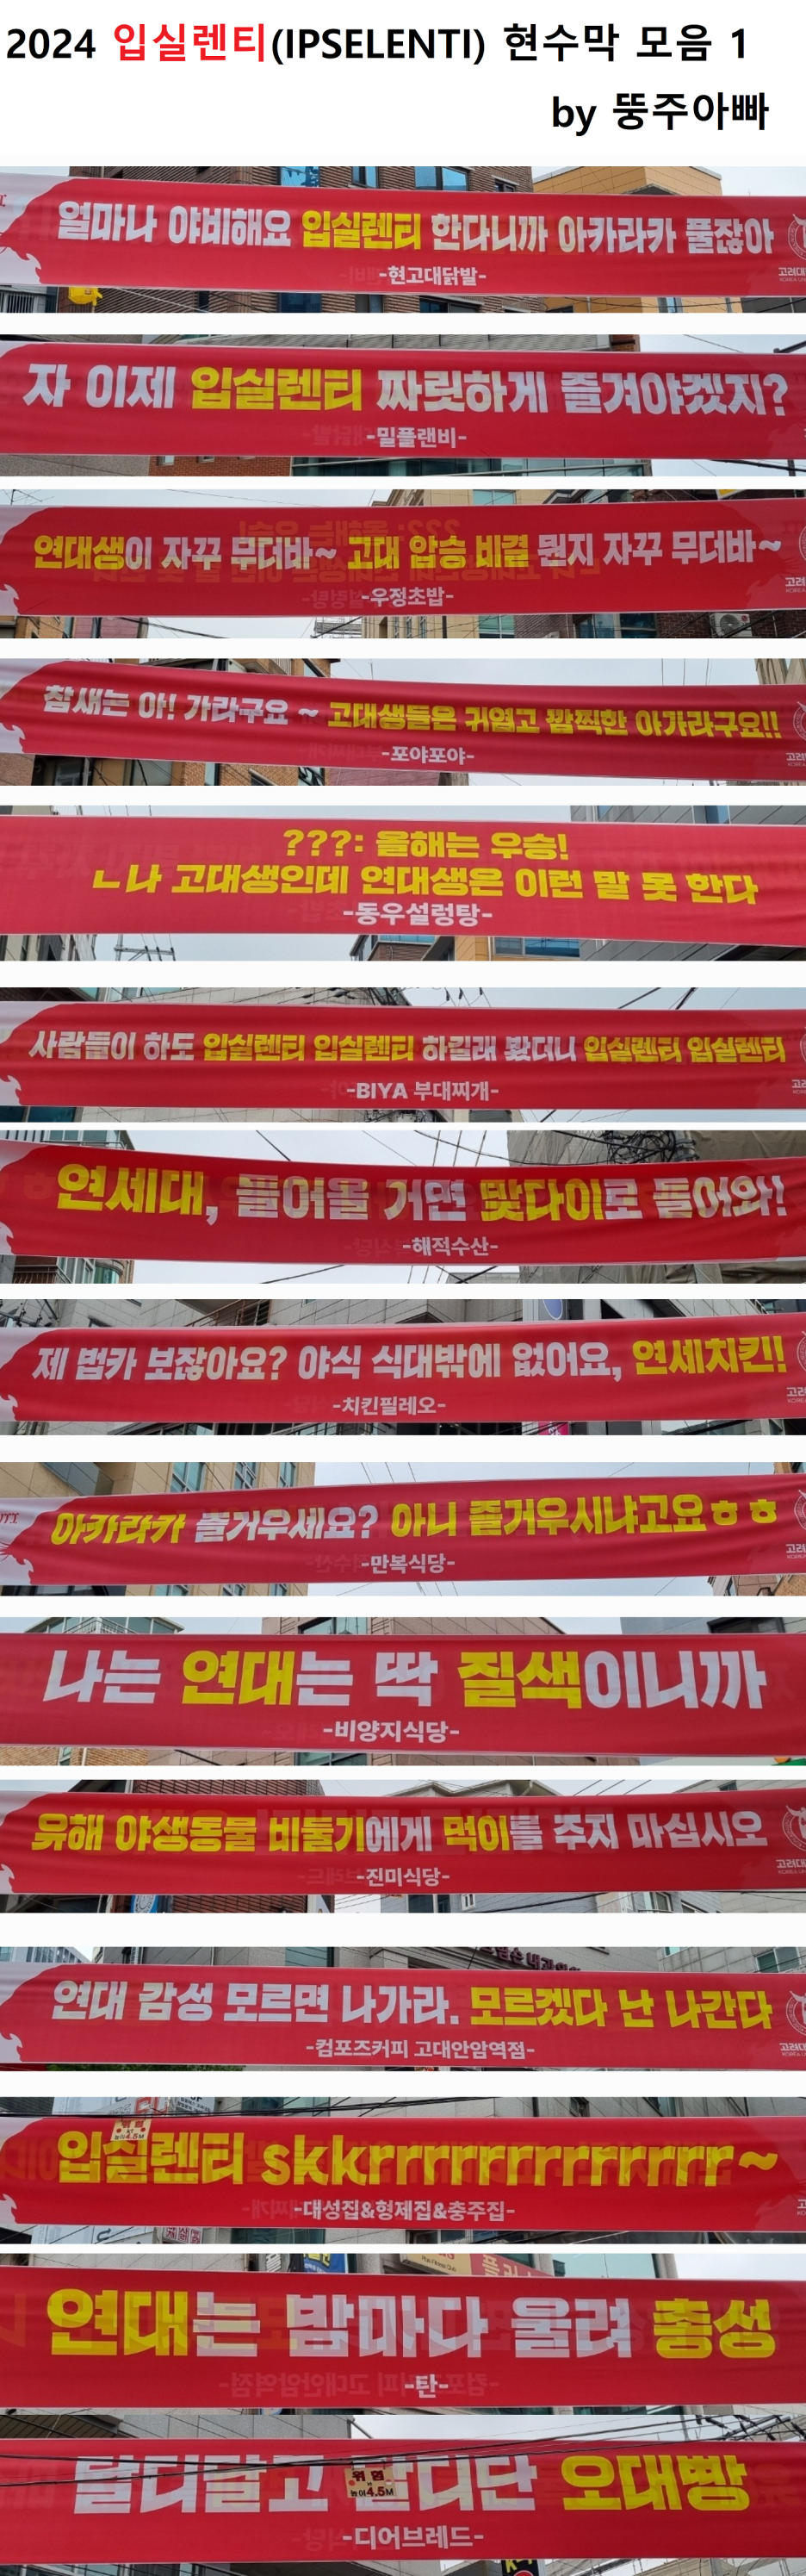 2024 입실렌티(IPSELENTI) 현수막 모음 1
by 뚱주아빠
얼마나 야비해요 입실렌티 한다니까 아카라카 풀잖아
-현고대닭발-
자 이제 입실렌티 짜릿하게 즐겨야겠지?
-밀플랜비-
연대생이 자꾸 무더바~ 고대 압승 비결 뭔지 자꾸 무더바~
-우정초밥-
참새는 아! 가라구요 ~ 고대생들은 귀엽고 깜찍한 아가라구요!!
-포야포야-
???: 올해는 우승!
ㄴ나 고대생인데 연대생은 이런 말 못 한다
-동우설렁탕-
사람들이 하도 입실렌티 입실렌티 하길래 봤더니 입실렌티 입실렌티
-BIYA 부대찌개-
연세대, 들어올 거면 맞다이로 들어와!
-해적수산-
제 법카 보잖아요? 야식 식대밖에 없어요, 연세치킨!!
-치킨필레오-
아카라카 즐거우세요? 아니 즐거우시냐고요ㅎㅎ
-만복식당-
나는 연대는 딱 질색이니까
-비양지식당-
유해 야생동물 비둘기에게 먹이를 주지 마십시오
-진미식당-
연대 감성 모르면 나가라. 모르겠다 난 나간다
-컴포즈커피 고대안암역점-
입실렌티 skkrrrrrrrrrrrrrr~
높이4.5M
-대성집&형제집&충주집-
연대는 밤마다 울려 총성
-탄-
달디달고 달디단 오대빵
위험
높이4.5M
-디어브레드-